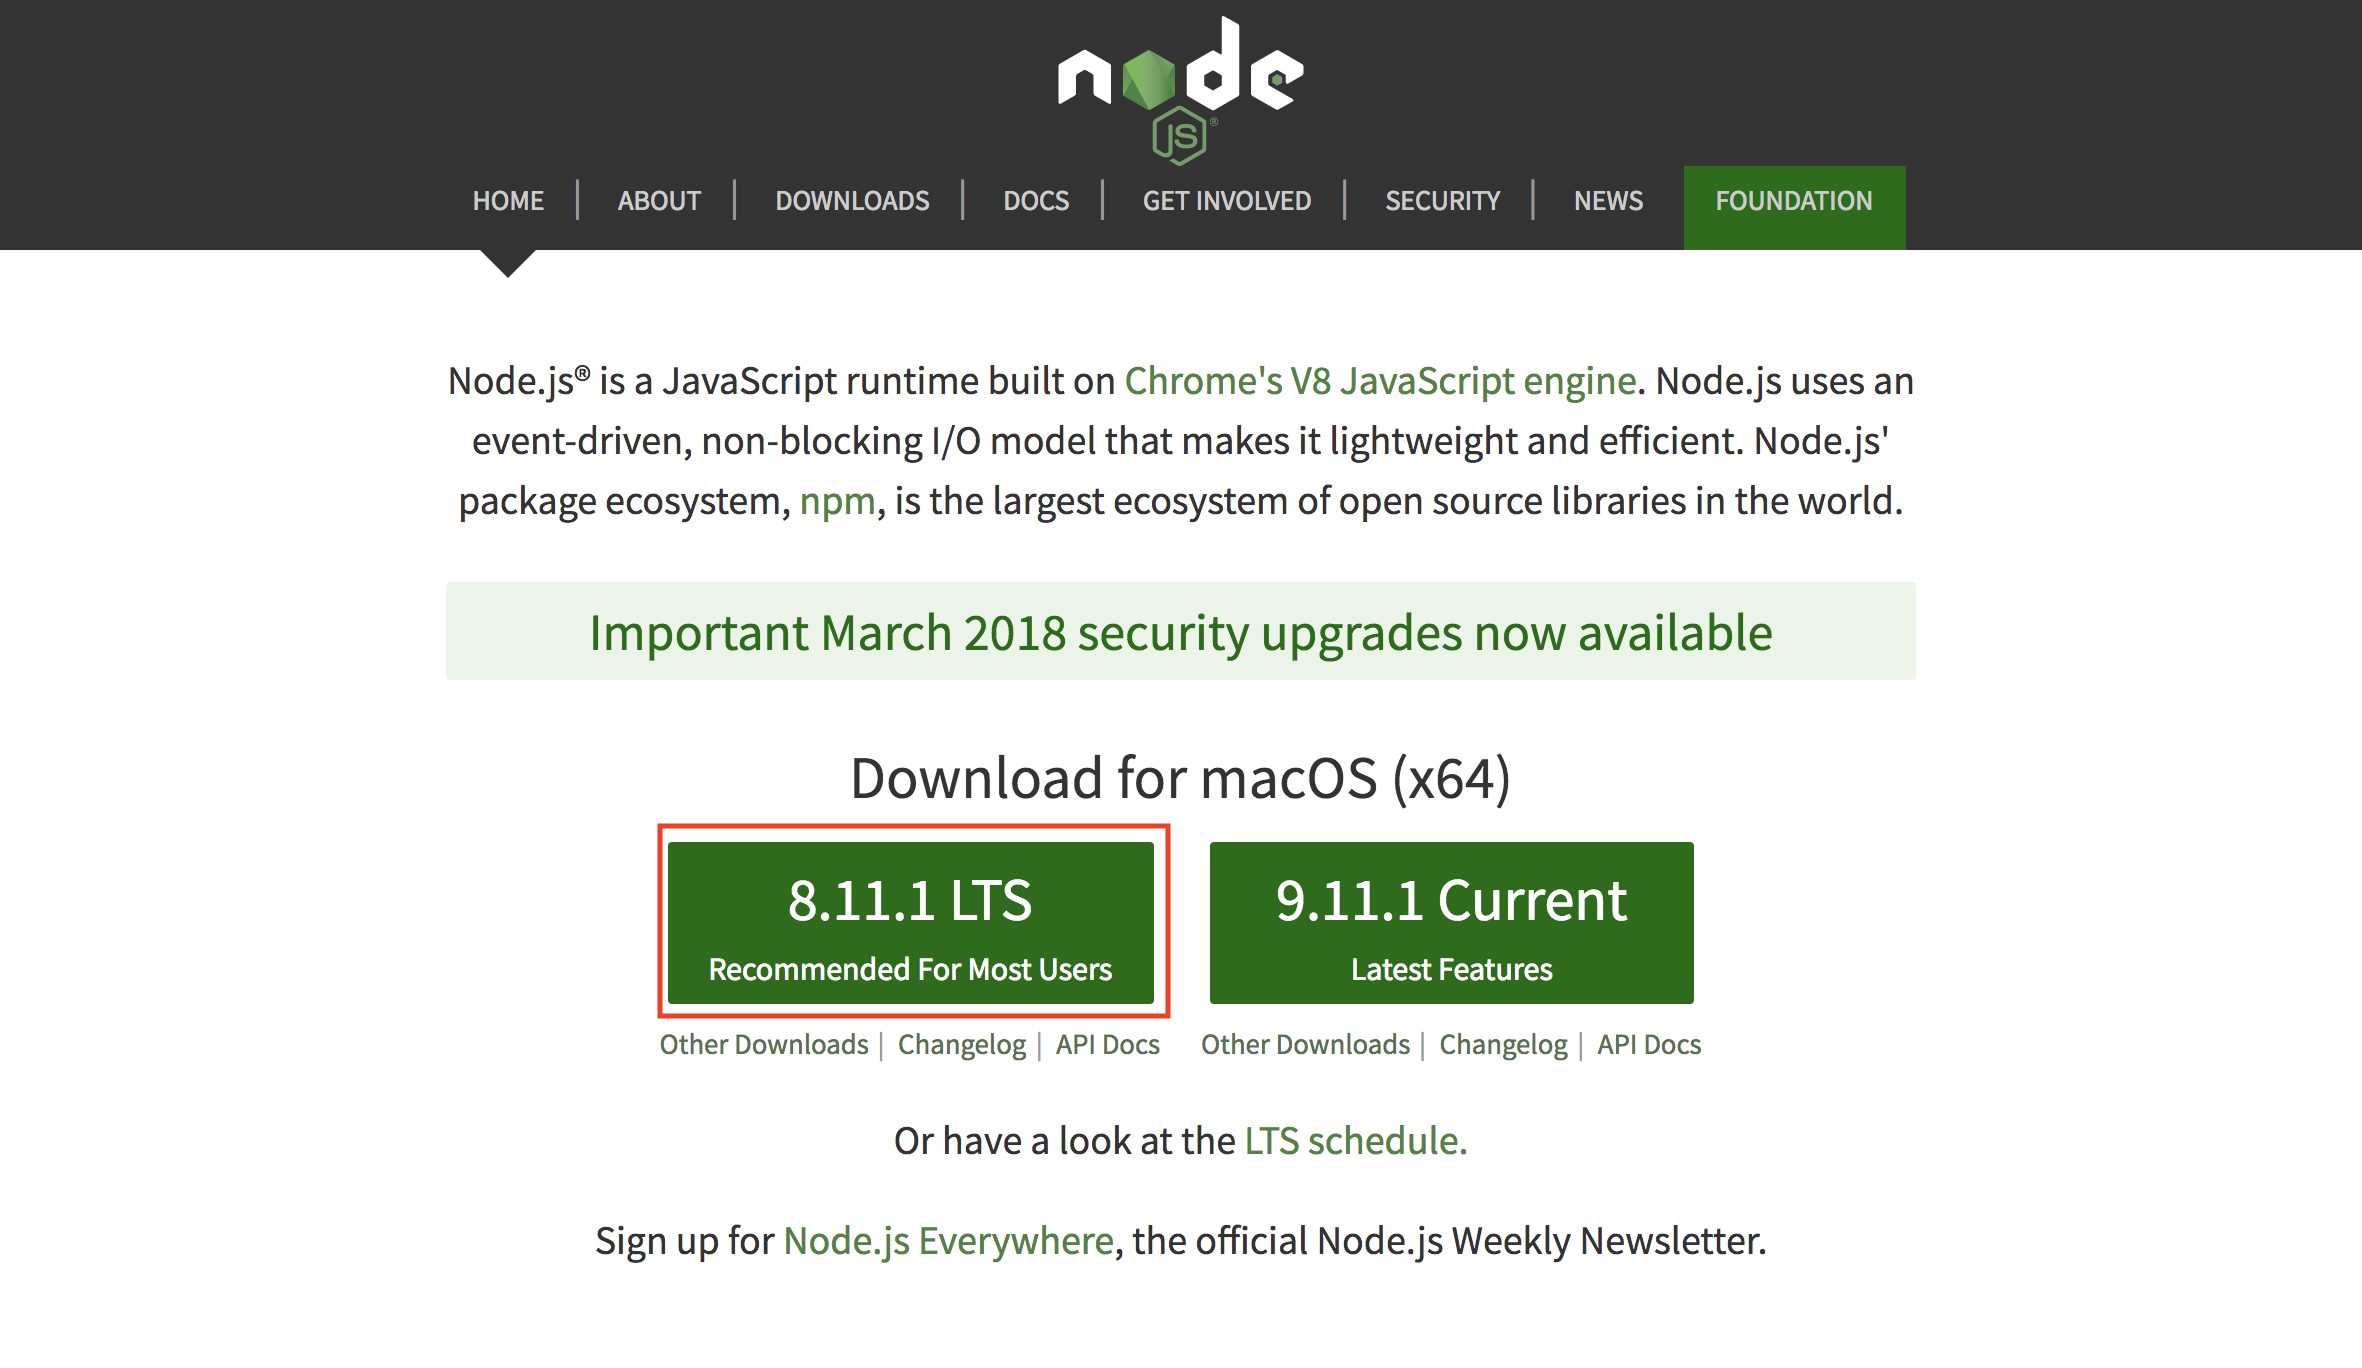 node
JS®
HOME | ABOUT | DOWNLOADS | DOCS | GET INVOLVED | SECURITY | NEWS FOUNDATION
Node.js® is a JavaScript runtime built on Chrome's V8 JavaScript engine. Node.js uses an
event-driven, non-blocking I/O model that makes it lightweight and efficient. Node.js'
package ecosystem, npm, is the largest ecosystem of open source libraries in the world.
Important March 2018 security upgrades now available
Download for macOS (x64)
8.11.1 LTS
Recommended For Most Users
9.11.1 Current
Latest Features
Other Downloads | Changelog | API Docs
Other Downloads | Changelog | API Docs
Or have a look at the LTS schedule.
Sign up for Node.js Everywhere, the official Node.js Weekly Newsletter.